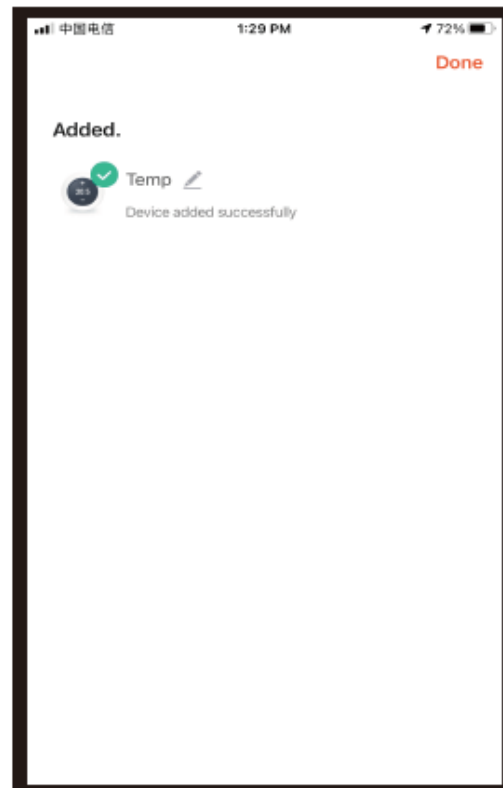 中国电信 1:29 PM 72%
Done
Added.
Temp
Device added successfully